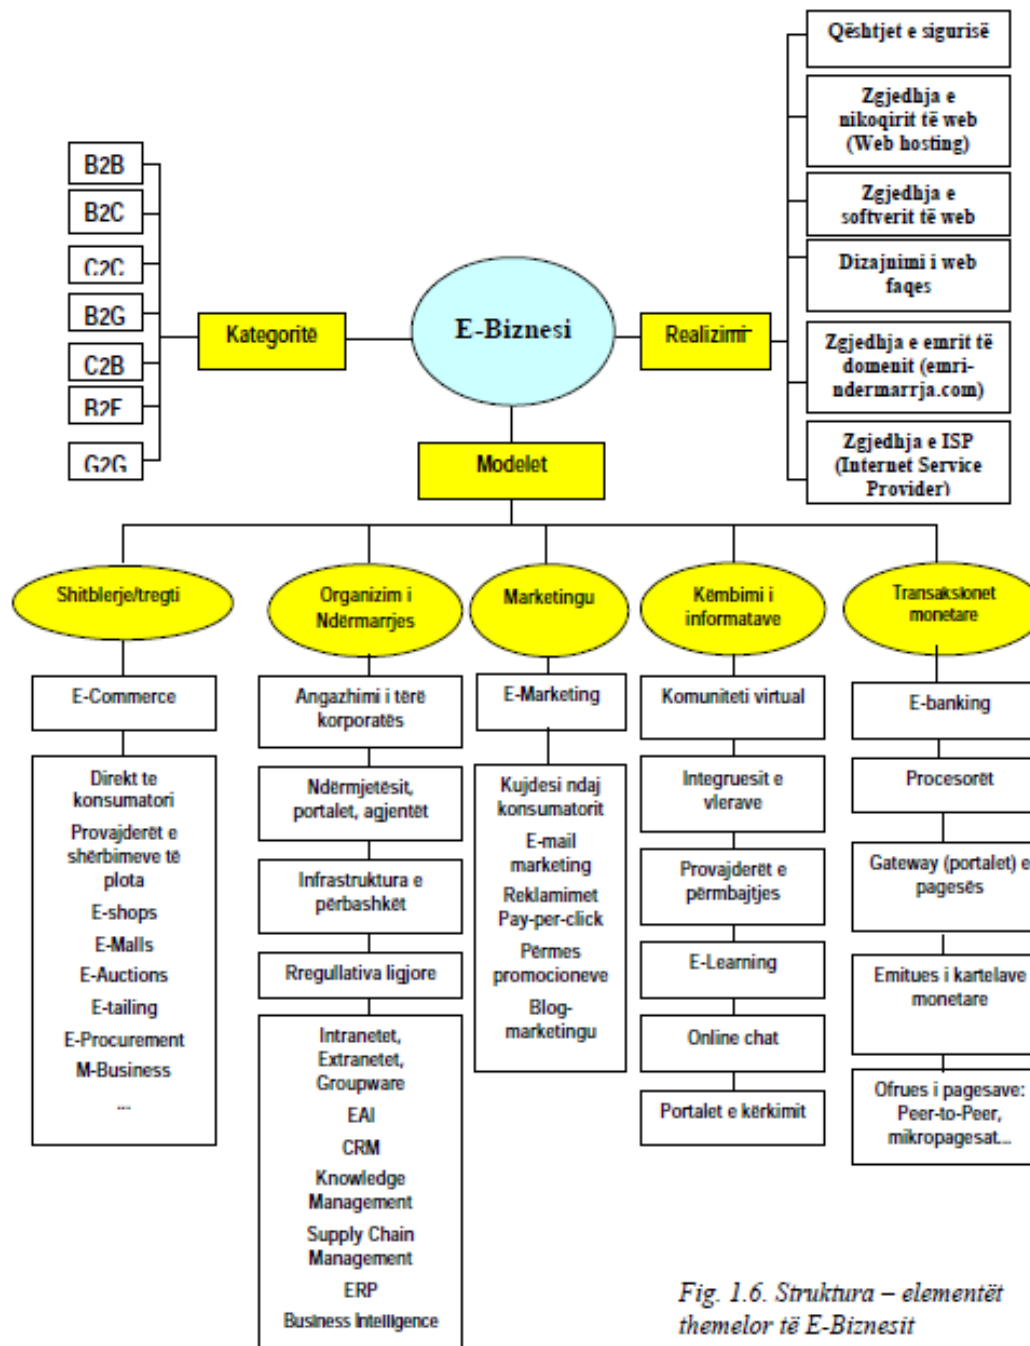 Qështjet e sigurisë
Zgjedhja e
nikoqirit të web
(Web hosting)
Zgjedhja e
softverit të web
Dizajnimi i web
faqes
Zgjedhja e emrit të
domenit (emri-
ndermarrja.com)
Zgjedhja e ISP
(Internet Service
Provider)
B2B
B2C
C2C
B2G
C2B
G2G
Kategoritë
E-Biznesi
Realizimi
Modelet
Shitblerje/tregti
E-Commerce
Direkt te
konsumatori
Provajderët e
shërbimeve të
plota
E-shops
E-Malls
E-Auctions
E-tailing
E-Procurement
M-Business
...
Organizim i
Ndërmarrjes
Angazhimi i tërë
korporatës
Ndërmjetësit,
portalet, agjentët
Infrastruktura e
përbashkët
Rregullativa ligjore
Intranetet,
Extranetet,
Groupware
EAI
CRM
Knowledge
Management
Supply Chain
Management
ERP
Business Intelligence
Marketingu
E-Marketing
Kujdesi ndaj
konsumatorit
E-mail
marketing
Reklamimet
Pay-per-click
Përmes
promocioneve
Blog-
marketingu
Këmbimi i
informatave
Komuniteti virtual
Integruesit e
vlerave
Provajderët e
përmbajtjes
E-Learning
Online chat
Portalet e kërkimit
Transaksionet
monetare
E-banking
Procesorët
Gateway (portalet) e
pagesës
Emitues i kartelave
monetare
Ofrues i pagesave:
Peer-to-Peer,
mikropagesat...
Fig. 1.6. Struktura – elementët
themelor të E-Biznesit